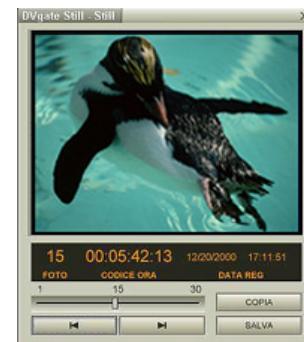 DVgate Still - Still
15 00:05:42:13 12/20/2000 17:11:51
FOTO CODICE ORA DATA REG
1 15 30
COPIA
SALVA